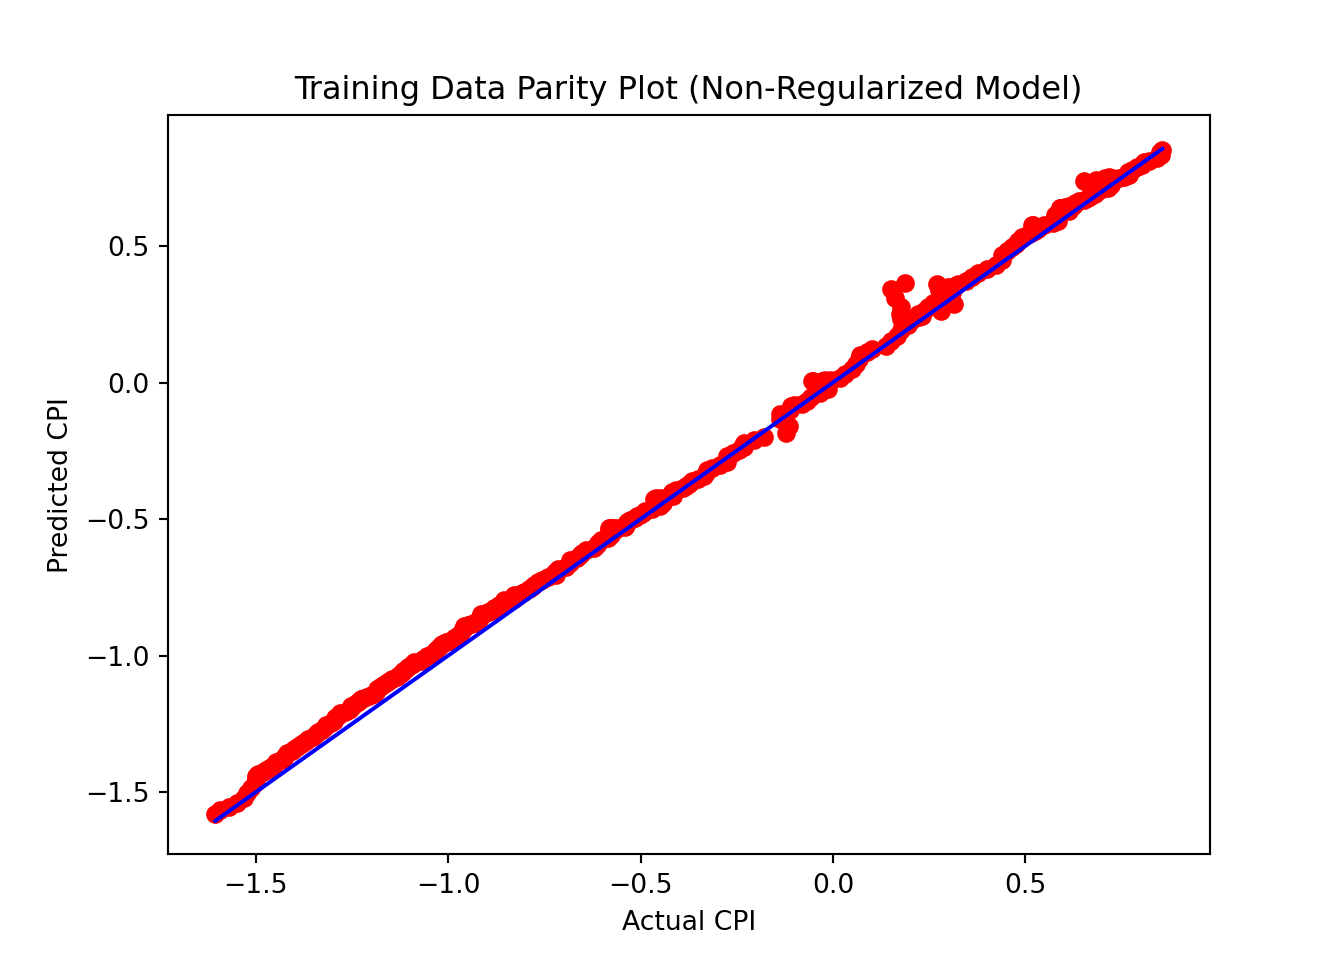 Training Data Parity Plot (Non-Regularized Model)
0.5
0.0
−0.5
−1.0
−1.5
Predicted CPI
−1.5 −1.0 −0.5 0.0 0.5
Actual CPI